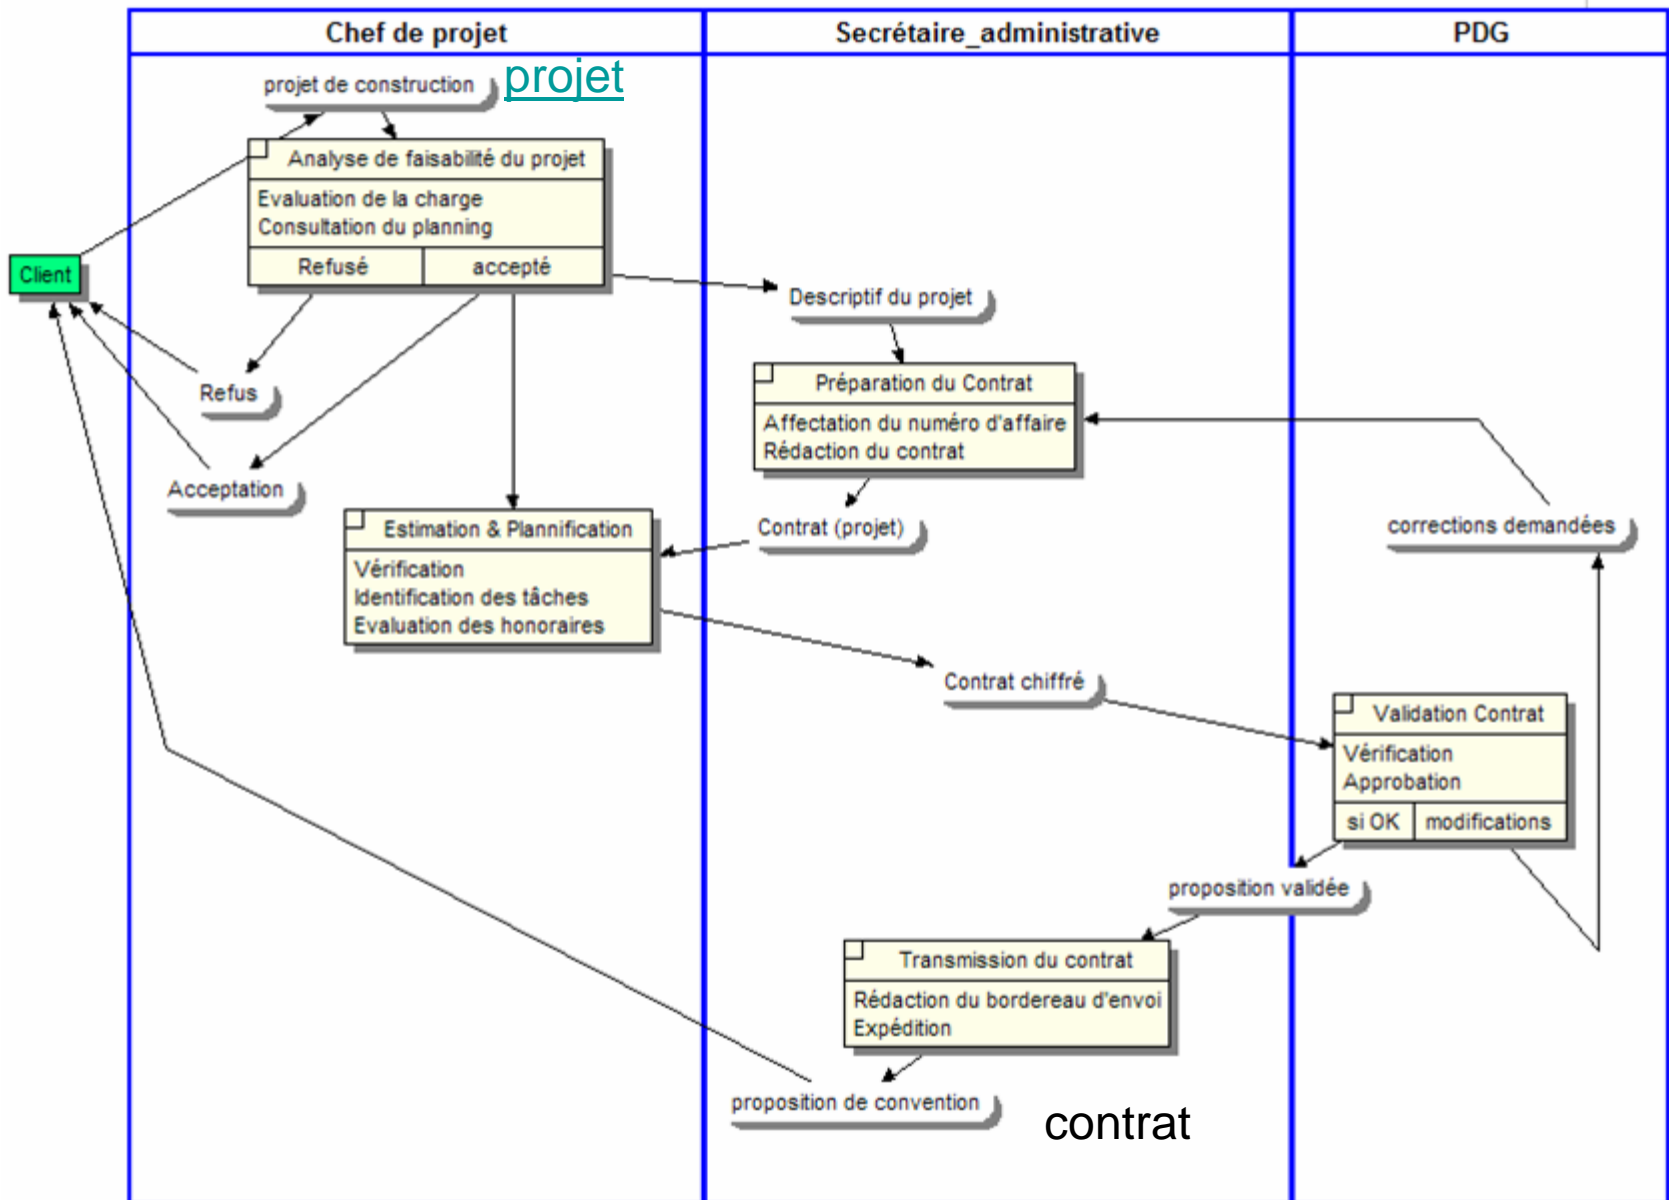 Chef de projet
Secrétaire_administrative
PDG
projet de construction
projet
Analyse de faisabilité du projet
Evaluation de la charge
Consultation du planning
Refusé
accepté
Client
Descriptif du projet
Refus
Préparation du Contrat
Affectation du numéro d'affaire
Rédaction du contrat
Acceptation
Estimation & Plannification
Vérification
Identification des tâches
Evaluation des honoraires
Contrat (projet)
corrections demandées
Contrat chiffré
Validation Contrat
Vérification
Approbation
si OK
modifications
proposition validée
Transmission du contrat
Rédaction du bordereau d'envoi
Expédition
proposition de convention
contrat